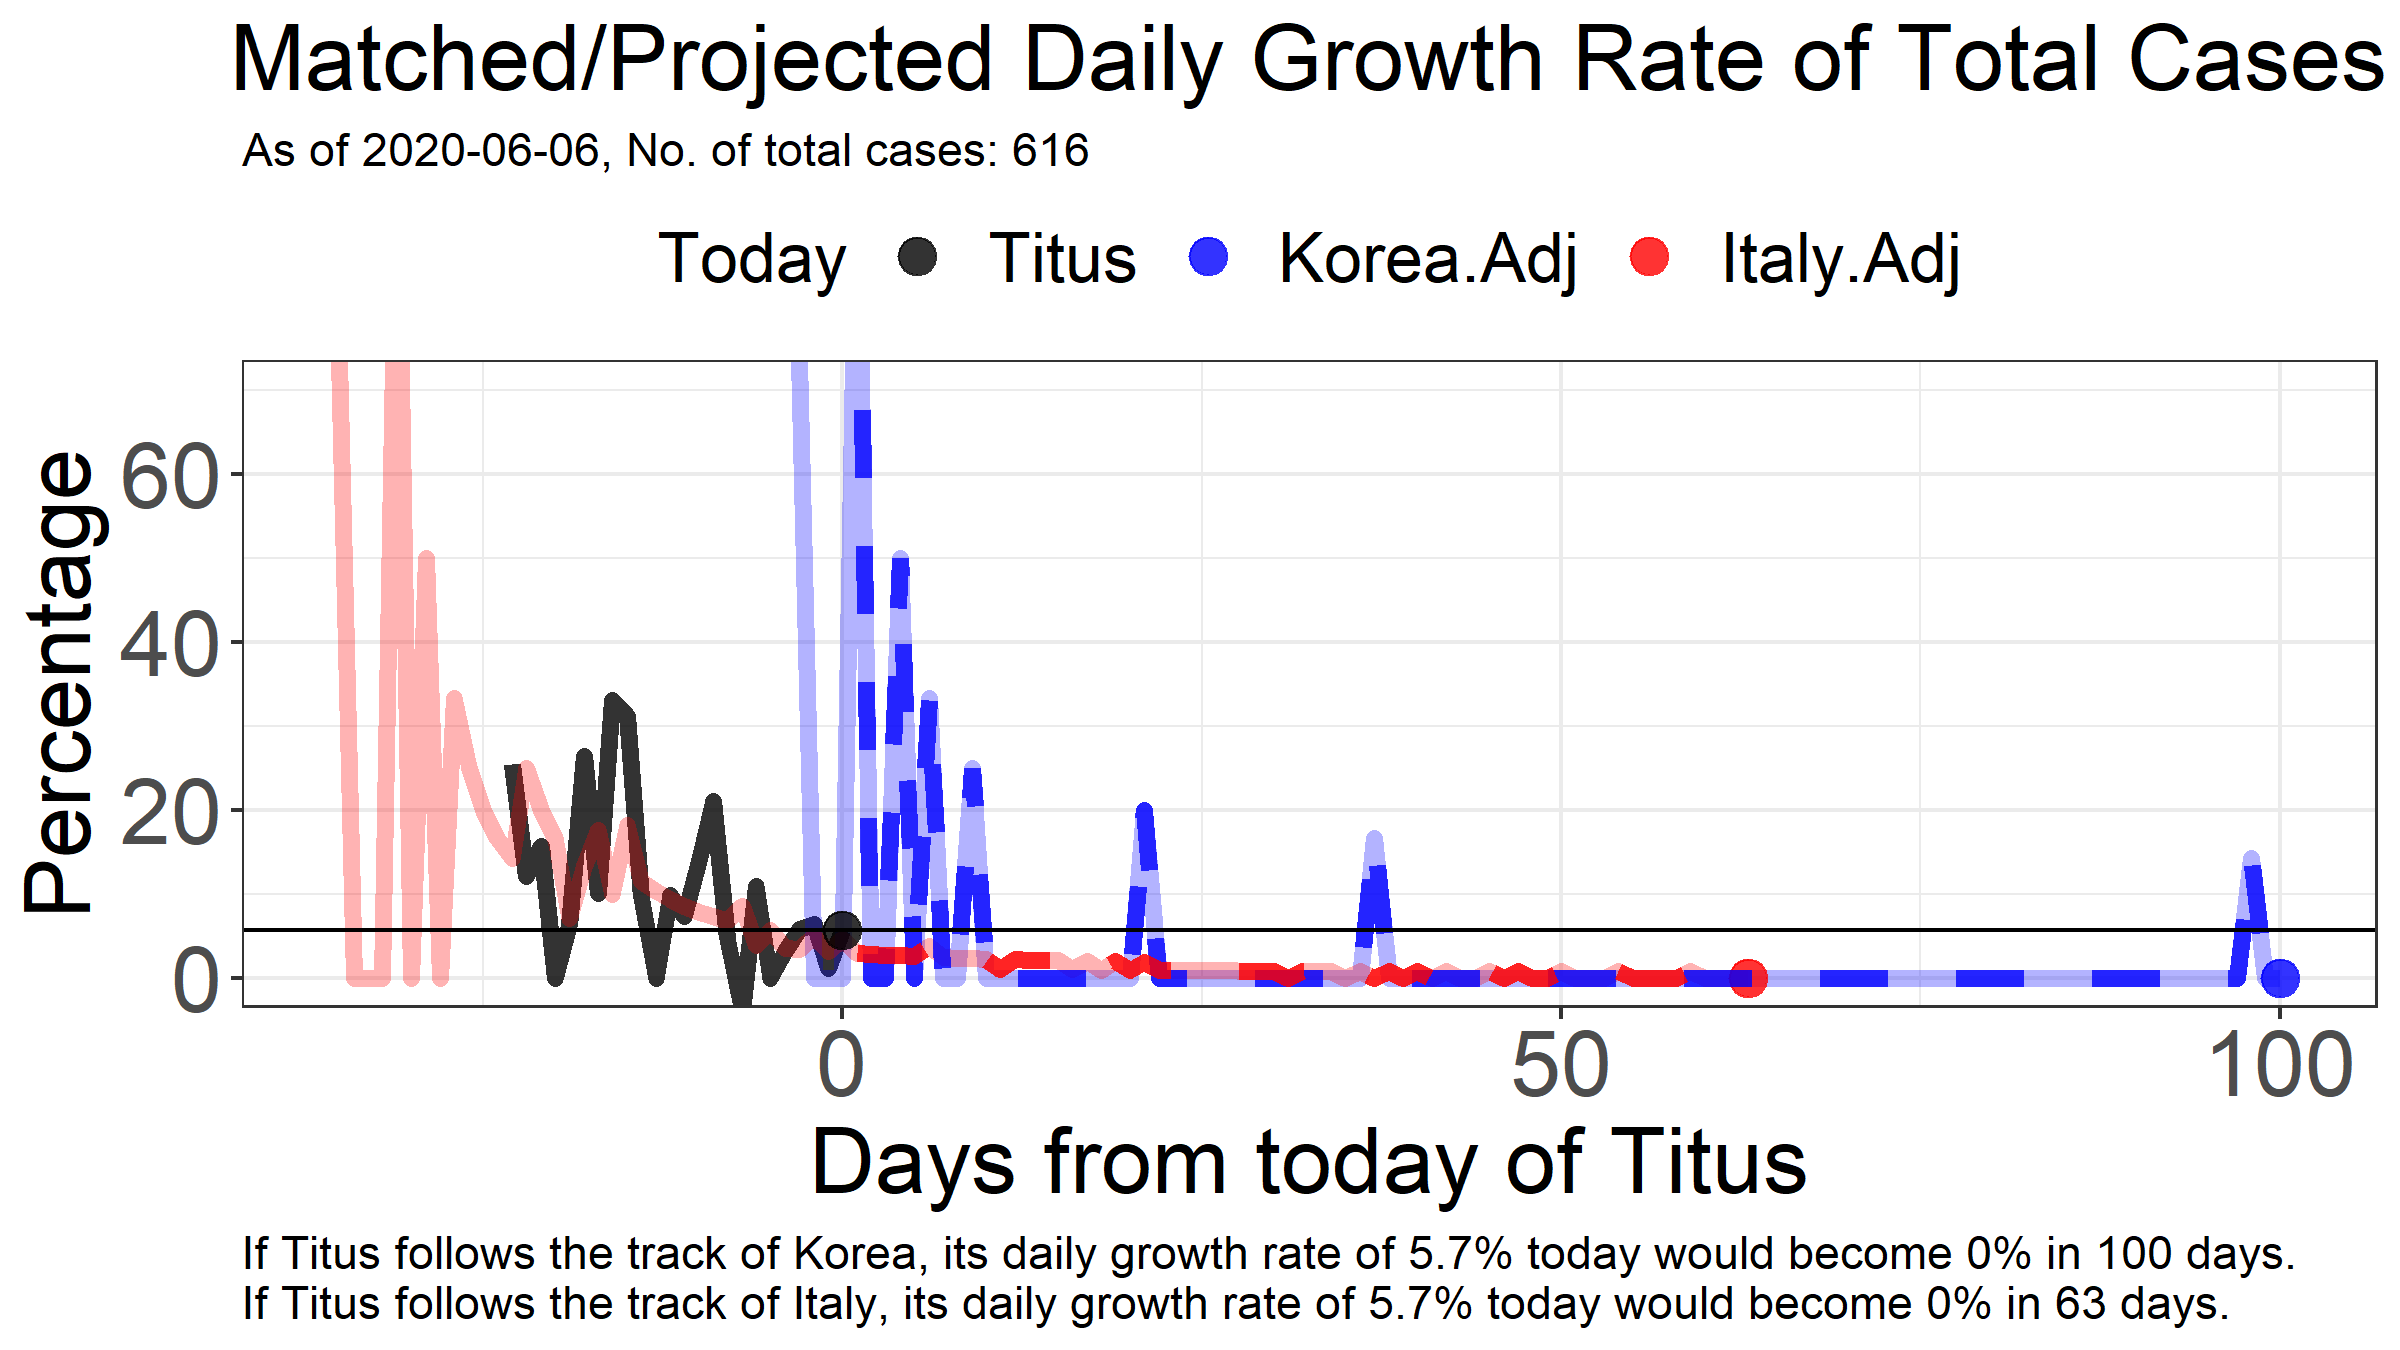 Matched/Projected Daily Growth Rate of Total Cases
As of 2020-06-06, No. of total cases: 616
Today Titus Korea.Adj Italy.Adj
Percentage
60
40
20
0
0 50 100
Days from today of Titus
If Titus follows the track of Korea, its daily growth rate of 5.7% today would become 0% in 100 days.
If Titus follows the track of Italy, its daily growth rate of 5.7% today would become 0% in 63 days.